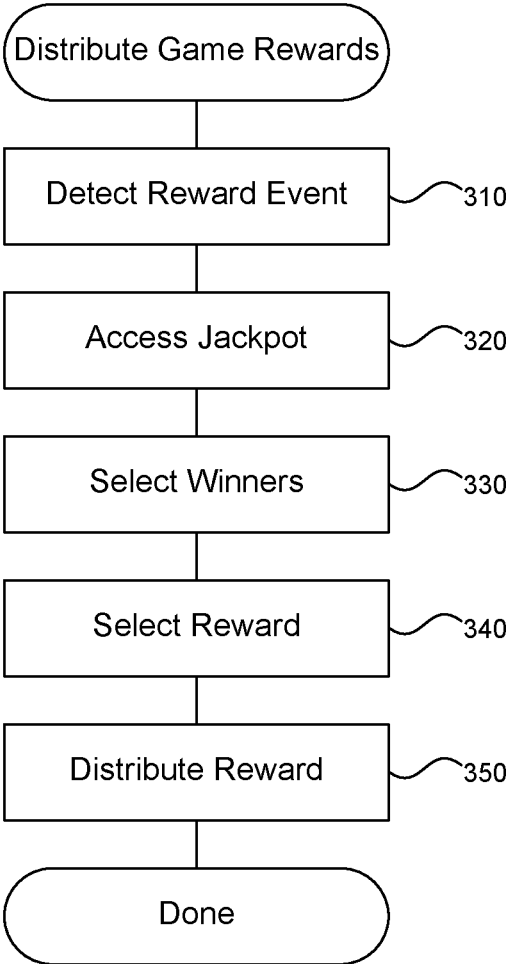 Distribute Game Rewards
Detect Reward Event
310
Access Jackpot
320
Select Winners
330
Select Reward
340
Distribute Reward
350
Done